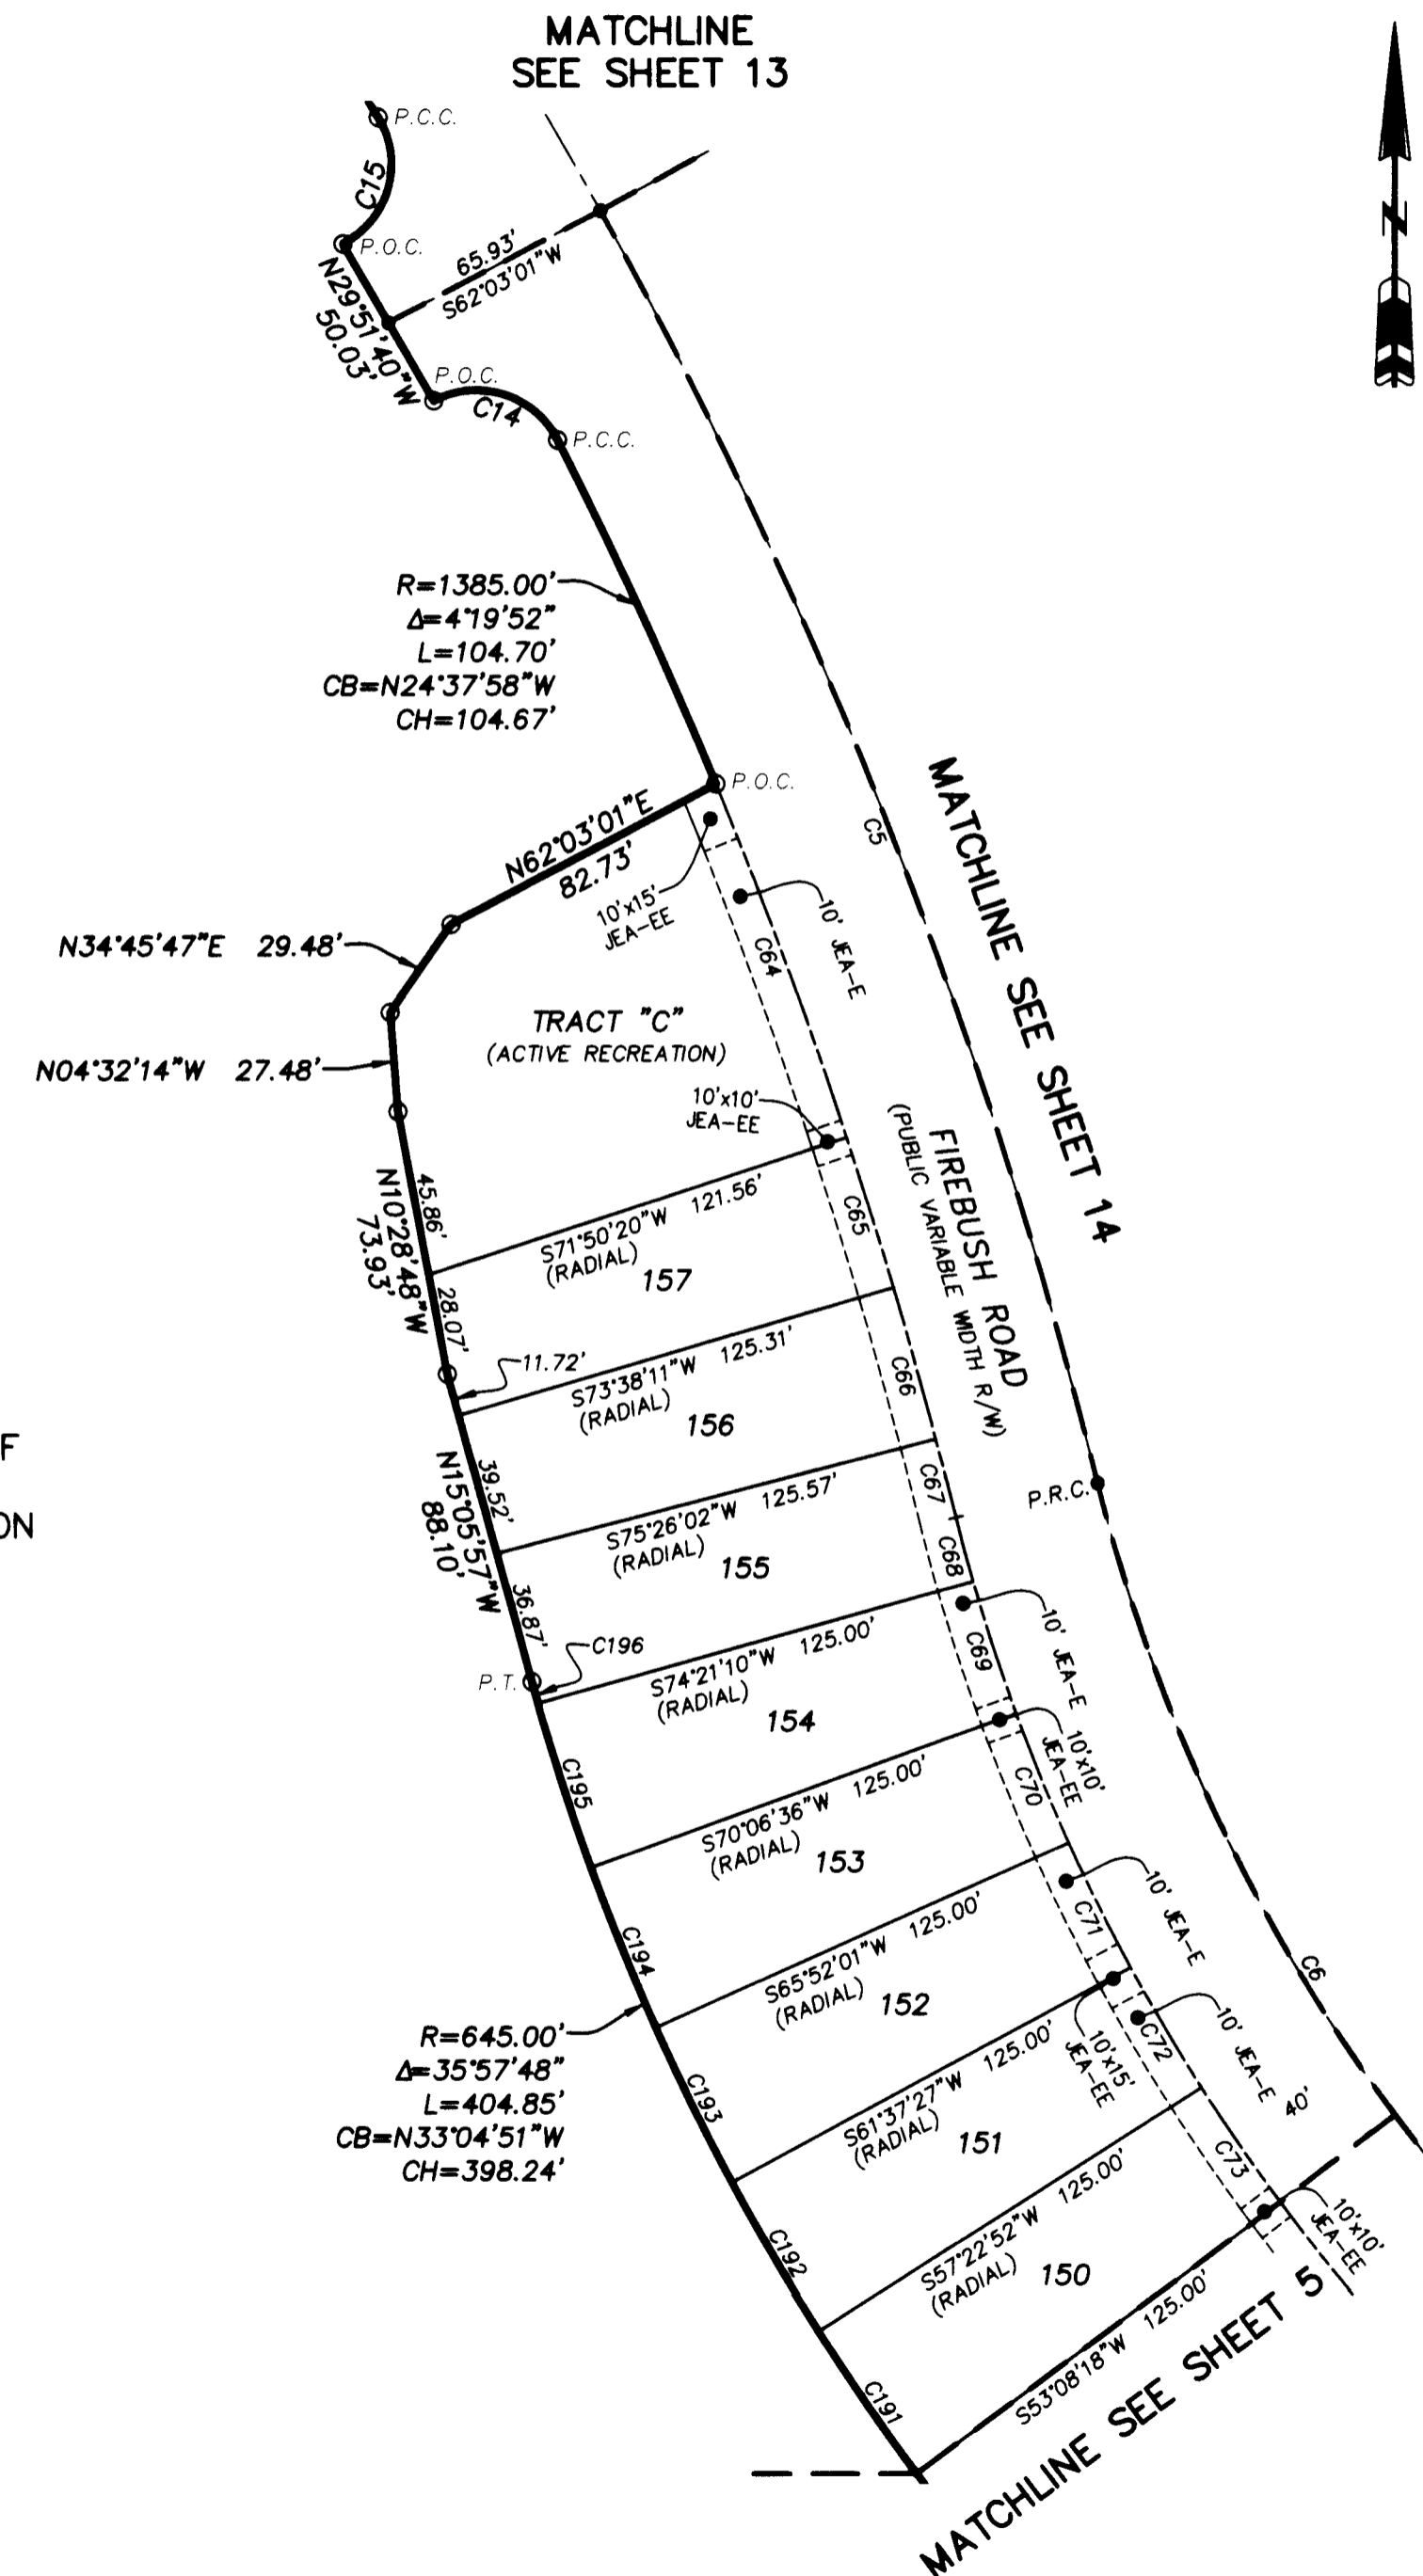 MATCHLINE
SEE SHEET 13
N
P.C.C.
C15
P.O.C.
65.93'
S62°03'01"W
N29°51'40"W
50.03'
P.O.C.
C14
P.C.C.
R=1385.00'
Δ=4°19'52"
L=104.70'
CB=N24°37'58"W
CH=104.67'
P.O.C.
C5
MATCHLINE SEE SHEET 14
N62°03'01"E
82.73'
10'x15'
JEA-EE
10' JEA-E
C64
N34°45'47"E 29.48'
TRACT "C"
(ACTIVE RECREATION)
N04°32'14"W 27.48'
10'x10'
JEA-EE
FIREBUSH ROAD
(PUBLIC VARIABLE WIDTH R/W)
45.86'
N10°28'48"W
73.93'
S71°50'20"W 121.56'
(RADIAL)
C65
157
28.07'
11.72'
S73°38'11"W 125.31'
(RADIAL)
C66
156
F
ON
39.52'
N15°05'57"W
88.10'
S75°26'02"W 125.57'
(RADIAL)
C67
P.R.C.
155
C68
36.87'
C196
P.T.
S74°21'10"W 125.00'
(RADIAL)
C69
10' JEA-E
154
10'x10'
JEA-EE
C195
S70°06'36"W 125.00'
(RADIAL)
C70
153
10' JEA-E
C71
C194
S65°52'01"W 125.00'
(RADIAL)
C6
152
R=645.00'
Δ=35°57'48"
L=404.85'
CB=N33°04'51"W
CH=398.24'
C72
10'x15'
JEA-EE
10' JEA-E
40'
C193
S61°37'27"W 125.00'
(RADIAL)
151
C73
10'x10'
JEA-EE
C192
S57°22'52"W 125.00'
(RADIAL)
150
C191
S53°08'18"W 125.00'
MATCHLINE SEE SHEET 5